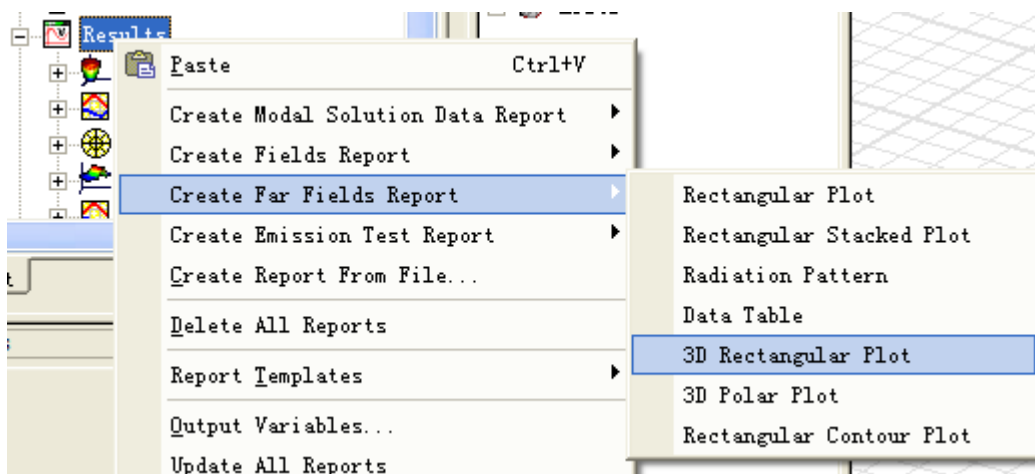 Results
Paste Ctrl+V
Create Modal Solution Data Report
Create Fields Report
Create Far Fields Report
Create Emission Test Report
Create Report From File...
Delete All Reports
Report Templates
Output Variables...
Update All Reports
Rectangular Plot
Rectangular Stacked Plot
Radiation Pattern
Data Table
3D Rectangular Plot
3D Polar Plot
Rectangular Contour Plot